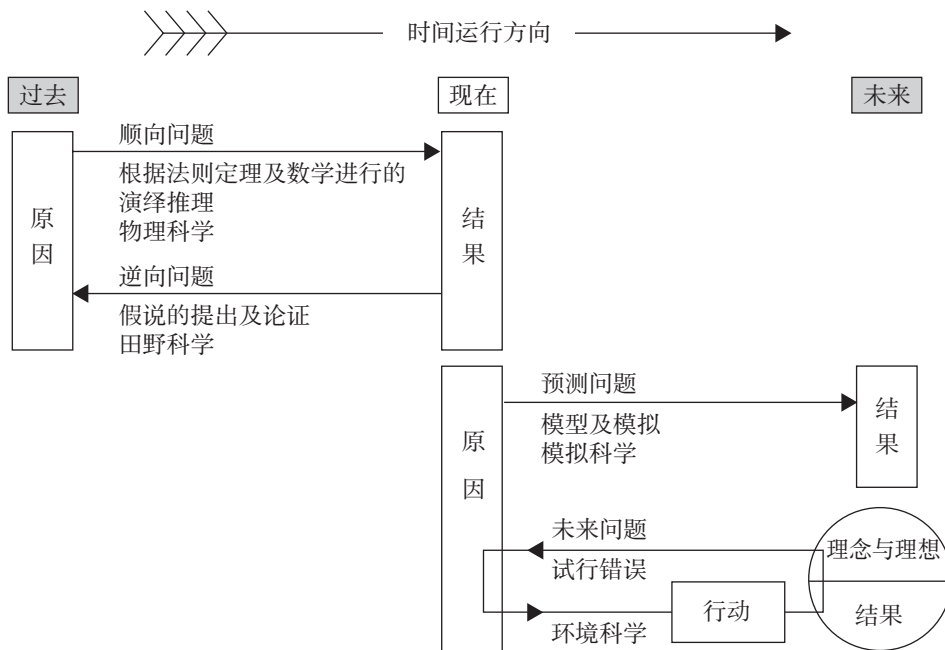 时间运行方向
过去
现在
未来
原因
顺向问题
根据法则定理及数学进行的
演绎推理
物理科学
逆向问题
假说的提出及论证
田野科学
结果
原因
预测问题
模型及模拟
模拟科学
结果
未来问题
试行错误
环境科学
行动
理念与理想
结果